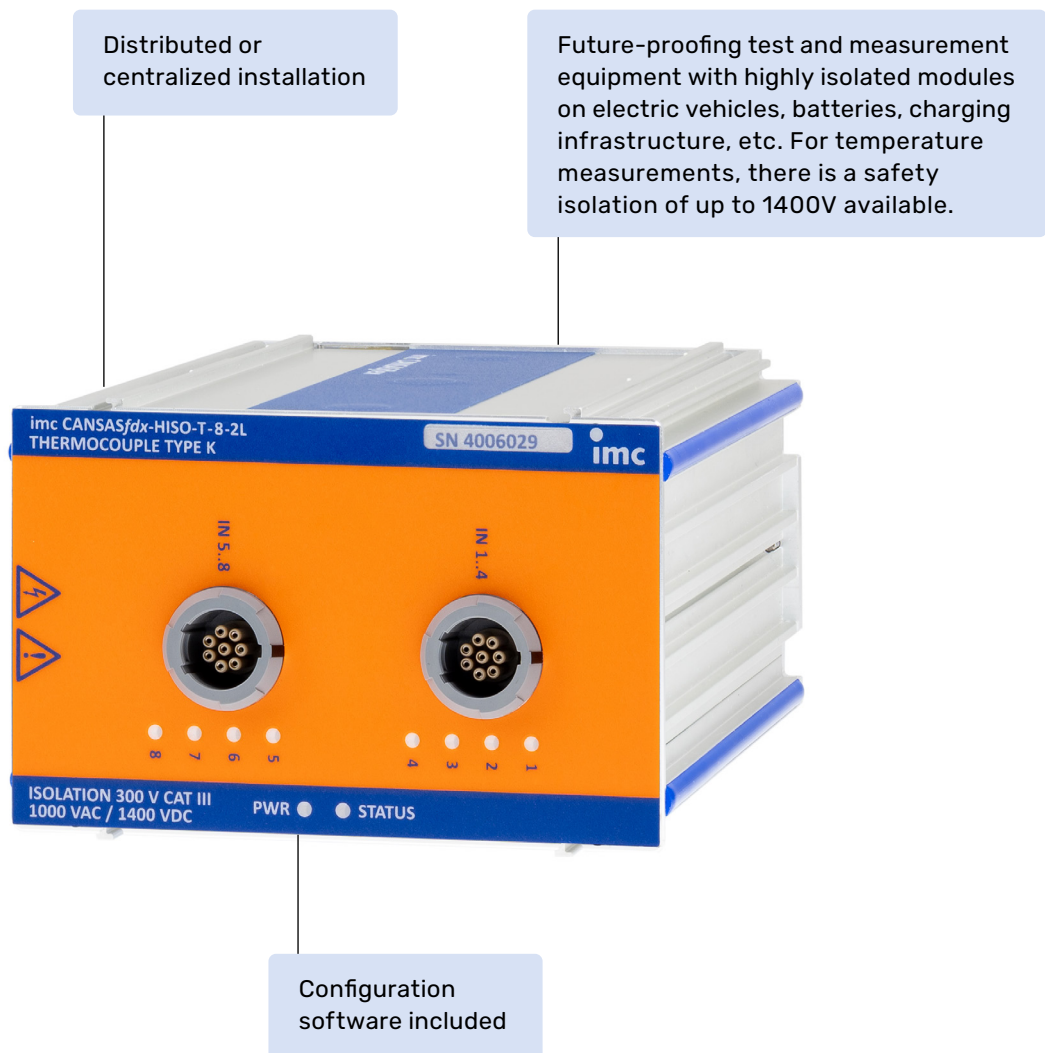 Distributed or
centralized installation
Future-proofing test and measurement
equipment with highly isolated modules
on electric vehicles, batteries, charging
infrastructure, etc. For temperature
measurements, there is a safety
isolation of up to 1400V available.
imc CANSASfdx-HISO-T-8-2L
THERMOCOUPLE TYPE K
SN 4006029
imc
IN 5..8
IN 1..4
8 7 6 5 4 3 2 1
ISOLATION 300 V CAT III
1000 VAC / 1400 VDC
PWR
STATUS
Configuration
software included